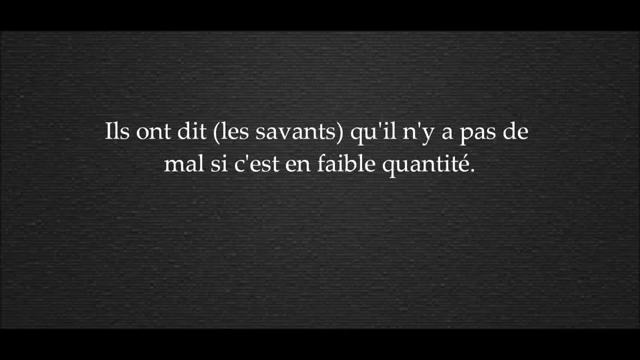 Ils ont dit (les savants) qu'il n'y a pas de
mal si c'est en faible quantité.